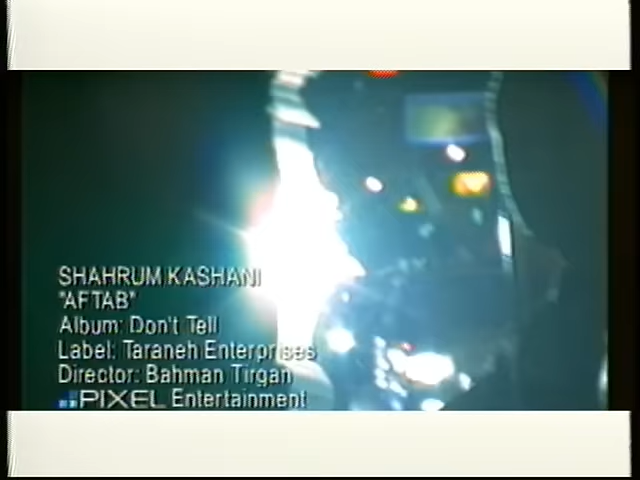 SHAHRUM KASHANI
"AFTAB"
Album: Don't Tell
Label: Taraneh Enterprises
Director: Bahman Tirgan
PIXEL Entertainment